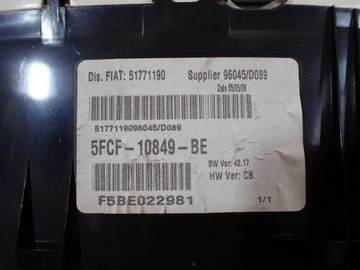 Dis. FIAT: 51771190 Supplier 96045/D089
Date 05/05/06
5177119096045/D089
5FCF-10849-BE
SW Ver: 42.17
HW Ver: C8
F5BE022981
1/1